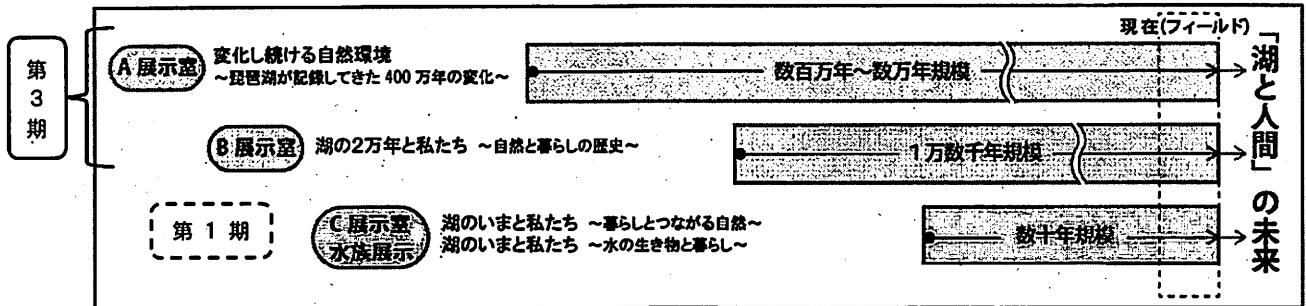 現在(フィールド)
第3期
A 展示室
変化し続ける自然環境
~琵琶湖が記録してきた 400 万年の変化~
数百万年~数万年規模
B 展示室
湖の2万年と私たち ~自然と暮らしの歴史~
1万数千年規模
第 1 期
C 展示室
水族展示
湖のいまと私たち ~暮らしとつながる自然~
湖のいまと私たち ~水の生き物と暮らし~
数十年規模
「湖と人間」の未来